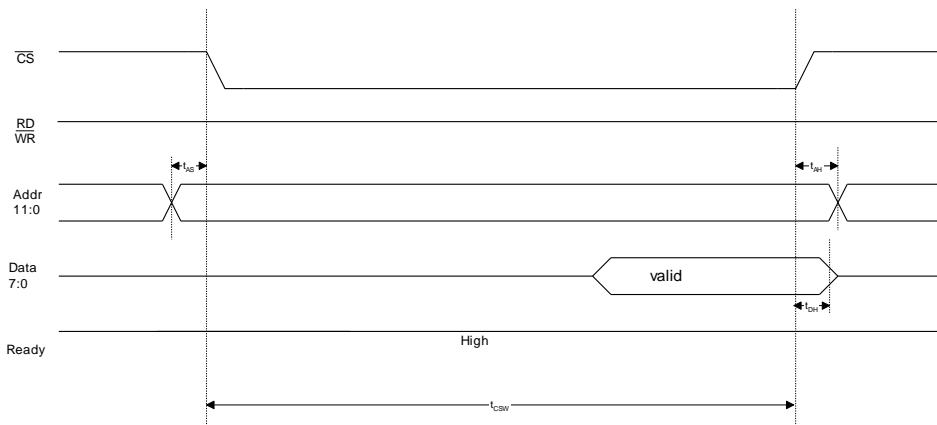 CS
RD
WR
tAS
tAH
Addr
11:0
Data
7:0
valid
tDH
High
Ready
tCSW